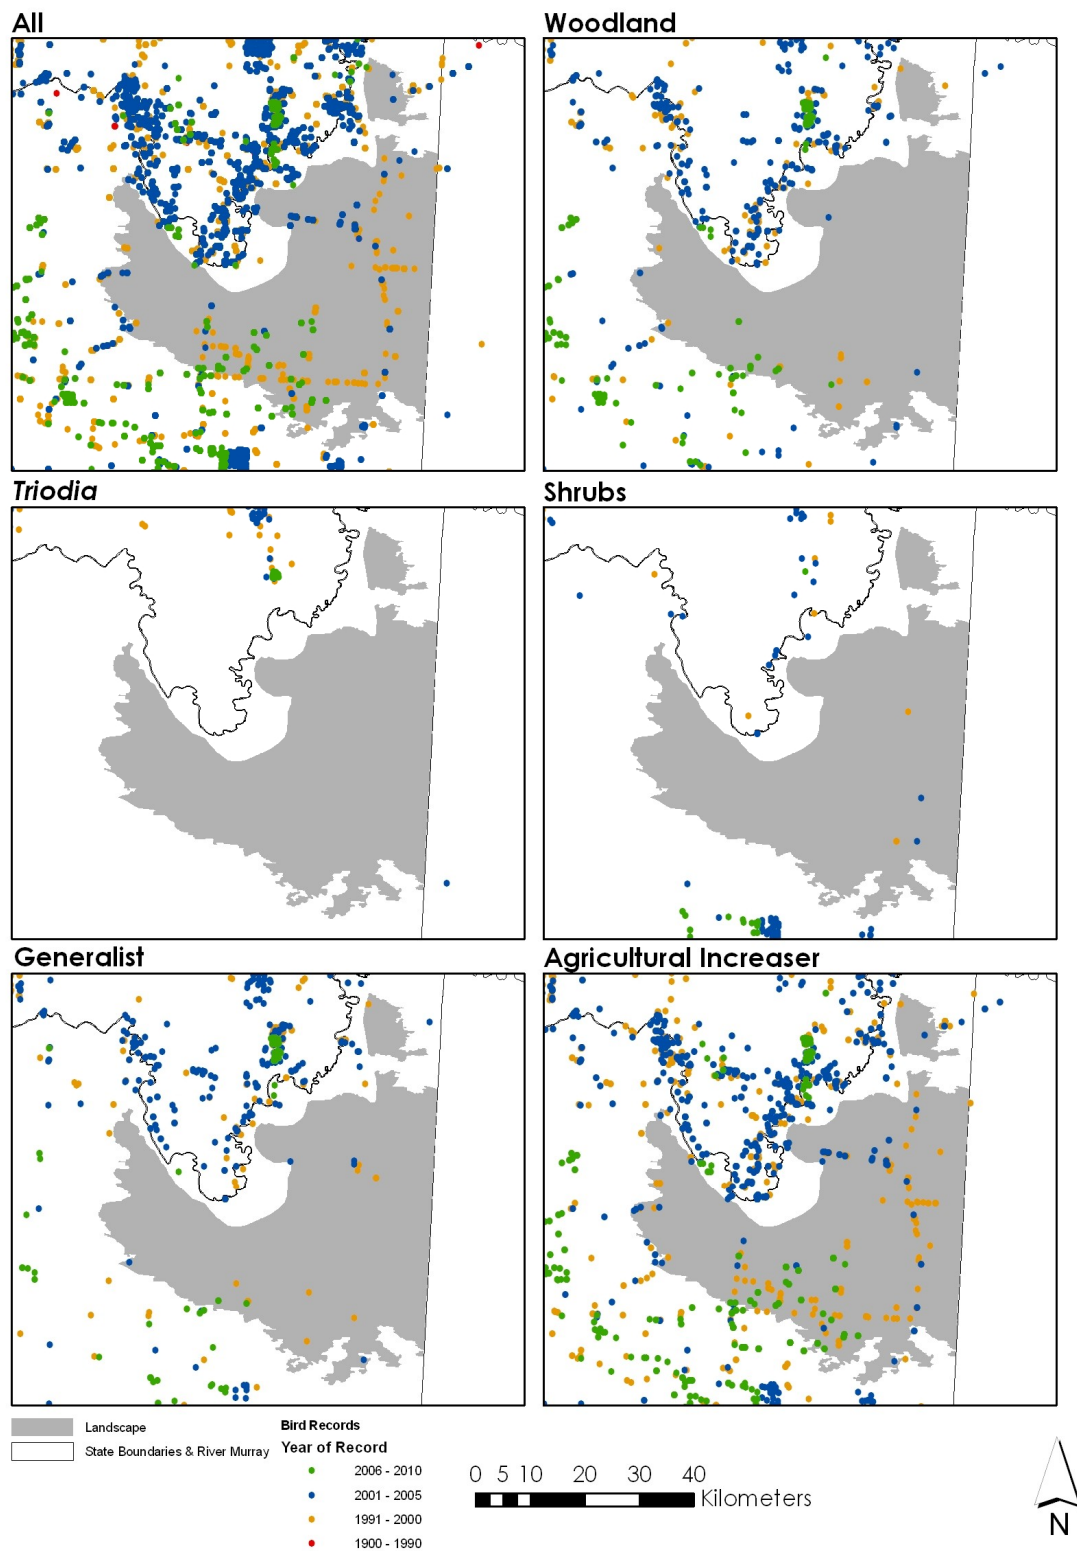 All
Woodland
Triodia
Shrubs
Generalist
Agricultural Increaser
Landscape
State Boundaries & River Murray
Bird Records
Year of Record
2006 - 2010
2001 - 2005
1991 - 2000
1900 - 1990
0 5 10 20 30 40
Kilometers
N